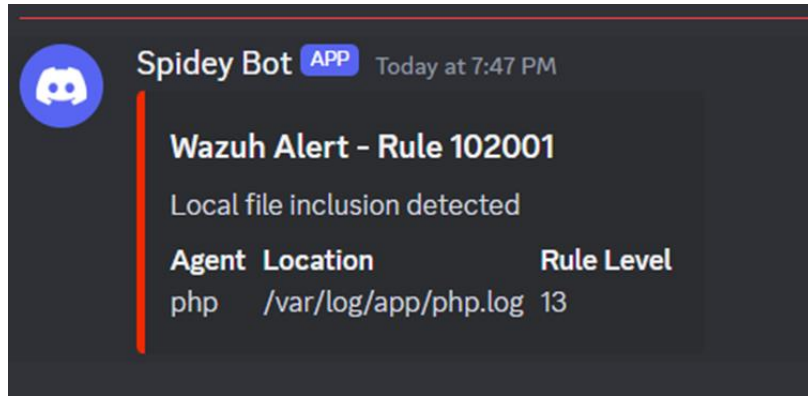 Spidey Bot APP Today at 7:47 PM
Wazuh Alert - Rule 102001
Local file inclusion detected
Agent Location Rule Level
php /var/log/app/php.log 13